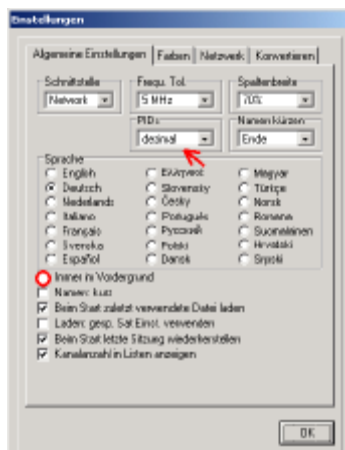 Einstellungen
Algemeine Einstellungen Farben Netzwerk Konvertieren
Schnittstelle Frequ. Tol. Spaltenbreite
Network 5 MHz 70%
PIDs Namen kürzen
dezimal Ende
Sprache
English Ελληνικά Magyar
Deutsch Slovensky Türkçe
Nederlands Česky Norsk
Italiano Português Romana
Français Русский Suomalainen
Svenska Polski Hrvatski
Español Dansk Srpski
Immer im Vordergrund
Namen kurz
Beim Start zuletzt verwendete Datei laden
Laden: gesp. Sat Einst. verwenden
Beim Start letzte Sitzung wiederherstellen
Kanalanzahl in Listen anzeigen
OK